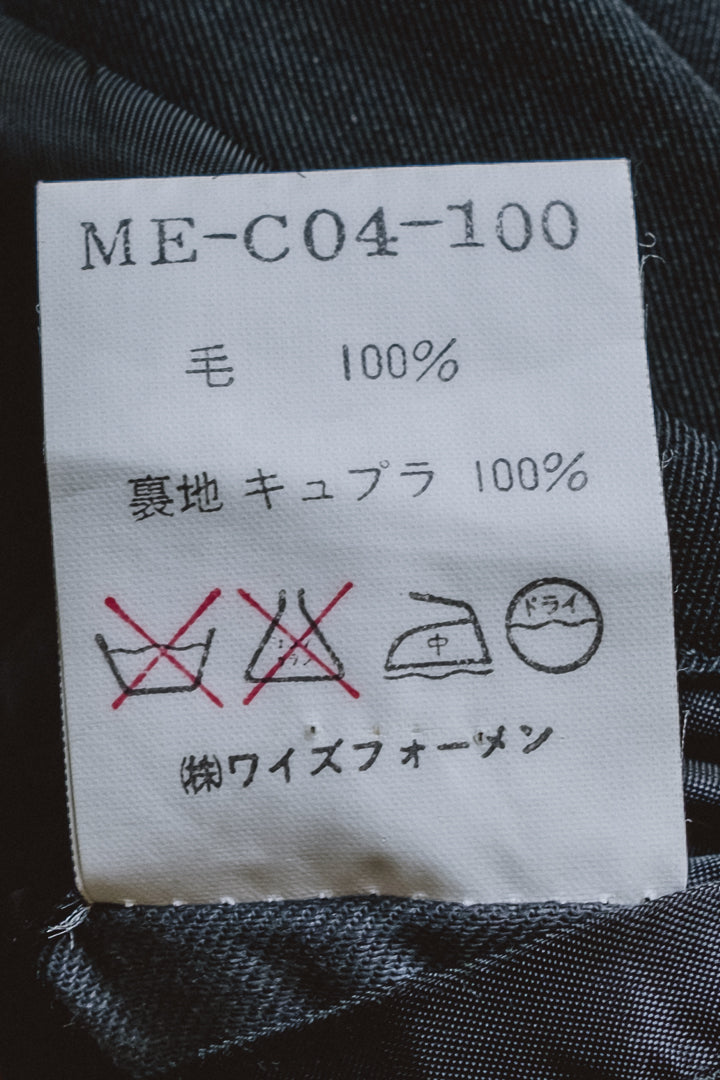 ME-C04-100
毛 100%
裏地 キュプラ 100%
中 ドライ
㈱ワイズフォーメン